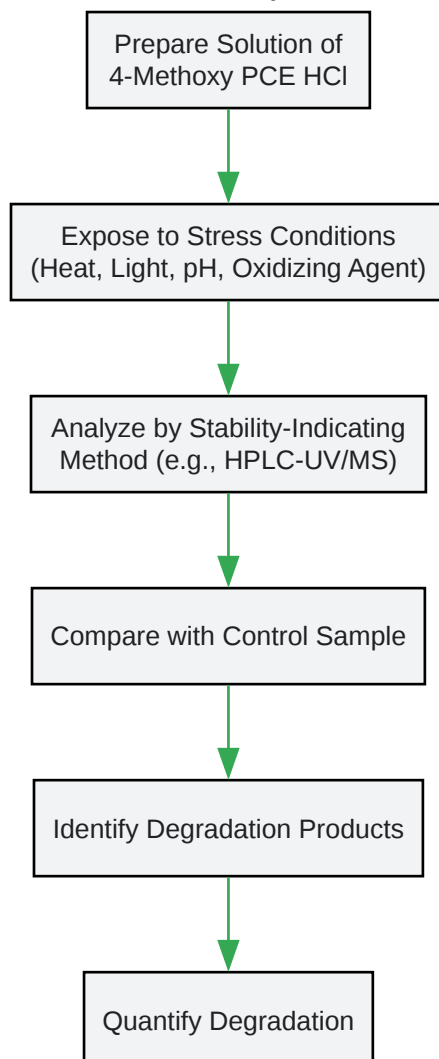 Prepare Solution of
4-Methoxy PCE HCl
Expose to Stress Conditions
(Heat, Light, pH, Oxidizing Agent)
Analyze by Stability-Indicating
Method (e.g., HPLC-UV/MS)
Compare with Control Sample
Identify Degradation Products
Quantify Degradation